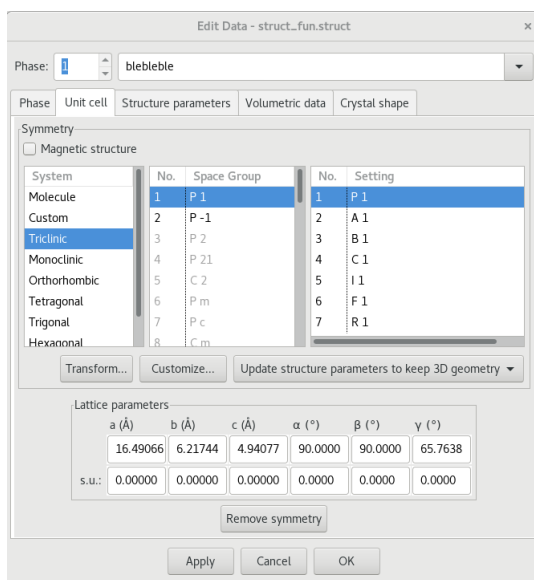 Edit Data - struct_fun.struct ×
Phase: 1 blebleble
Phase Unit cell Structure parameters Volumetric data Crystal shape
Symmetry
Magnetic structure
System No. Space Group No. Setting
Molecule 1 P 1 1 P 1
Custom 2 P -1 2 A 1
Triclinic 3 P 2 3 B 1
Monoclinic 4 P 21 4 C 1
Orthorhombic 5 C 2 5 I 1
Tetragonal 6 P m 6 F 1
Trigonal 7 P c 7 R 1
Hexagonal 8 C m
Transform... Customize... Update structure parameters to keep 3D geometry
Lattice parameters
a (Å) b (Å) c (Å) α (°) β (°) γ (°)
16.49066 6.21744 4.94077 90.0000 90.0000 65.7638
s.u.: 0.00000 0.00000 0.00000 0.0000 0.0000 0.0000
Remove symmetry
Apply Cancel OK